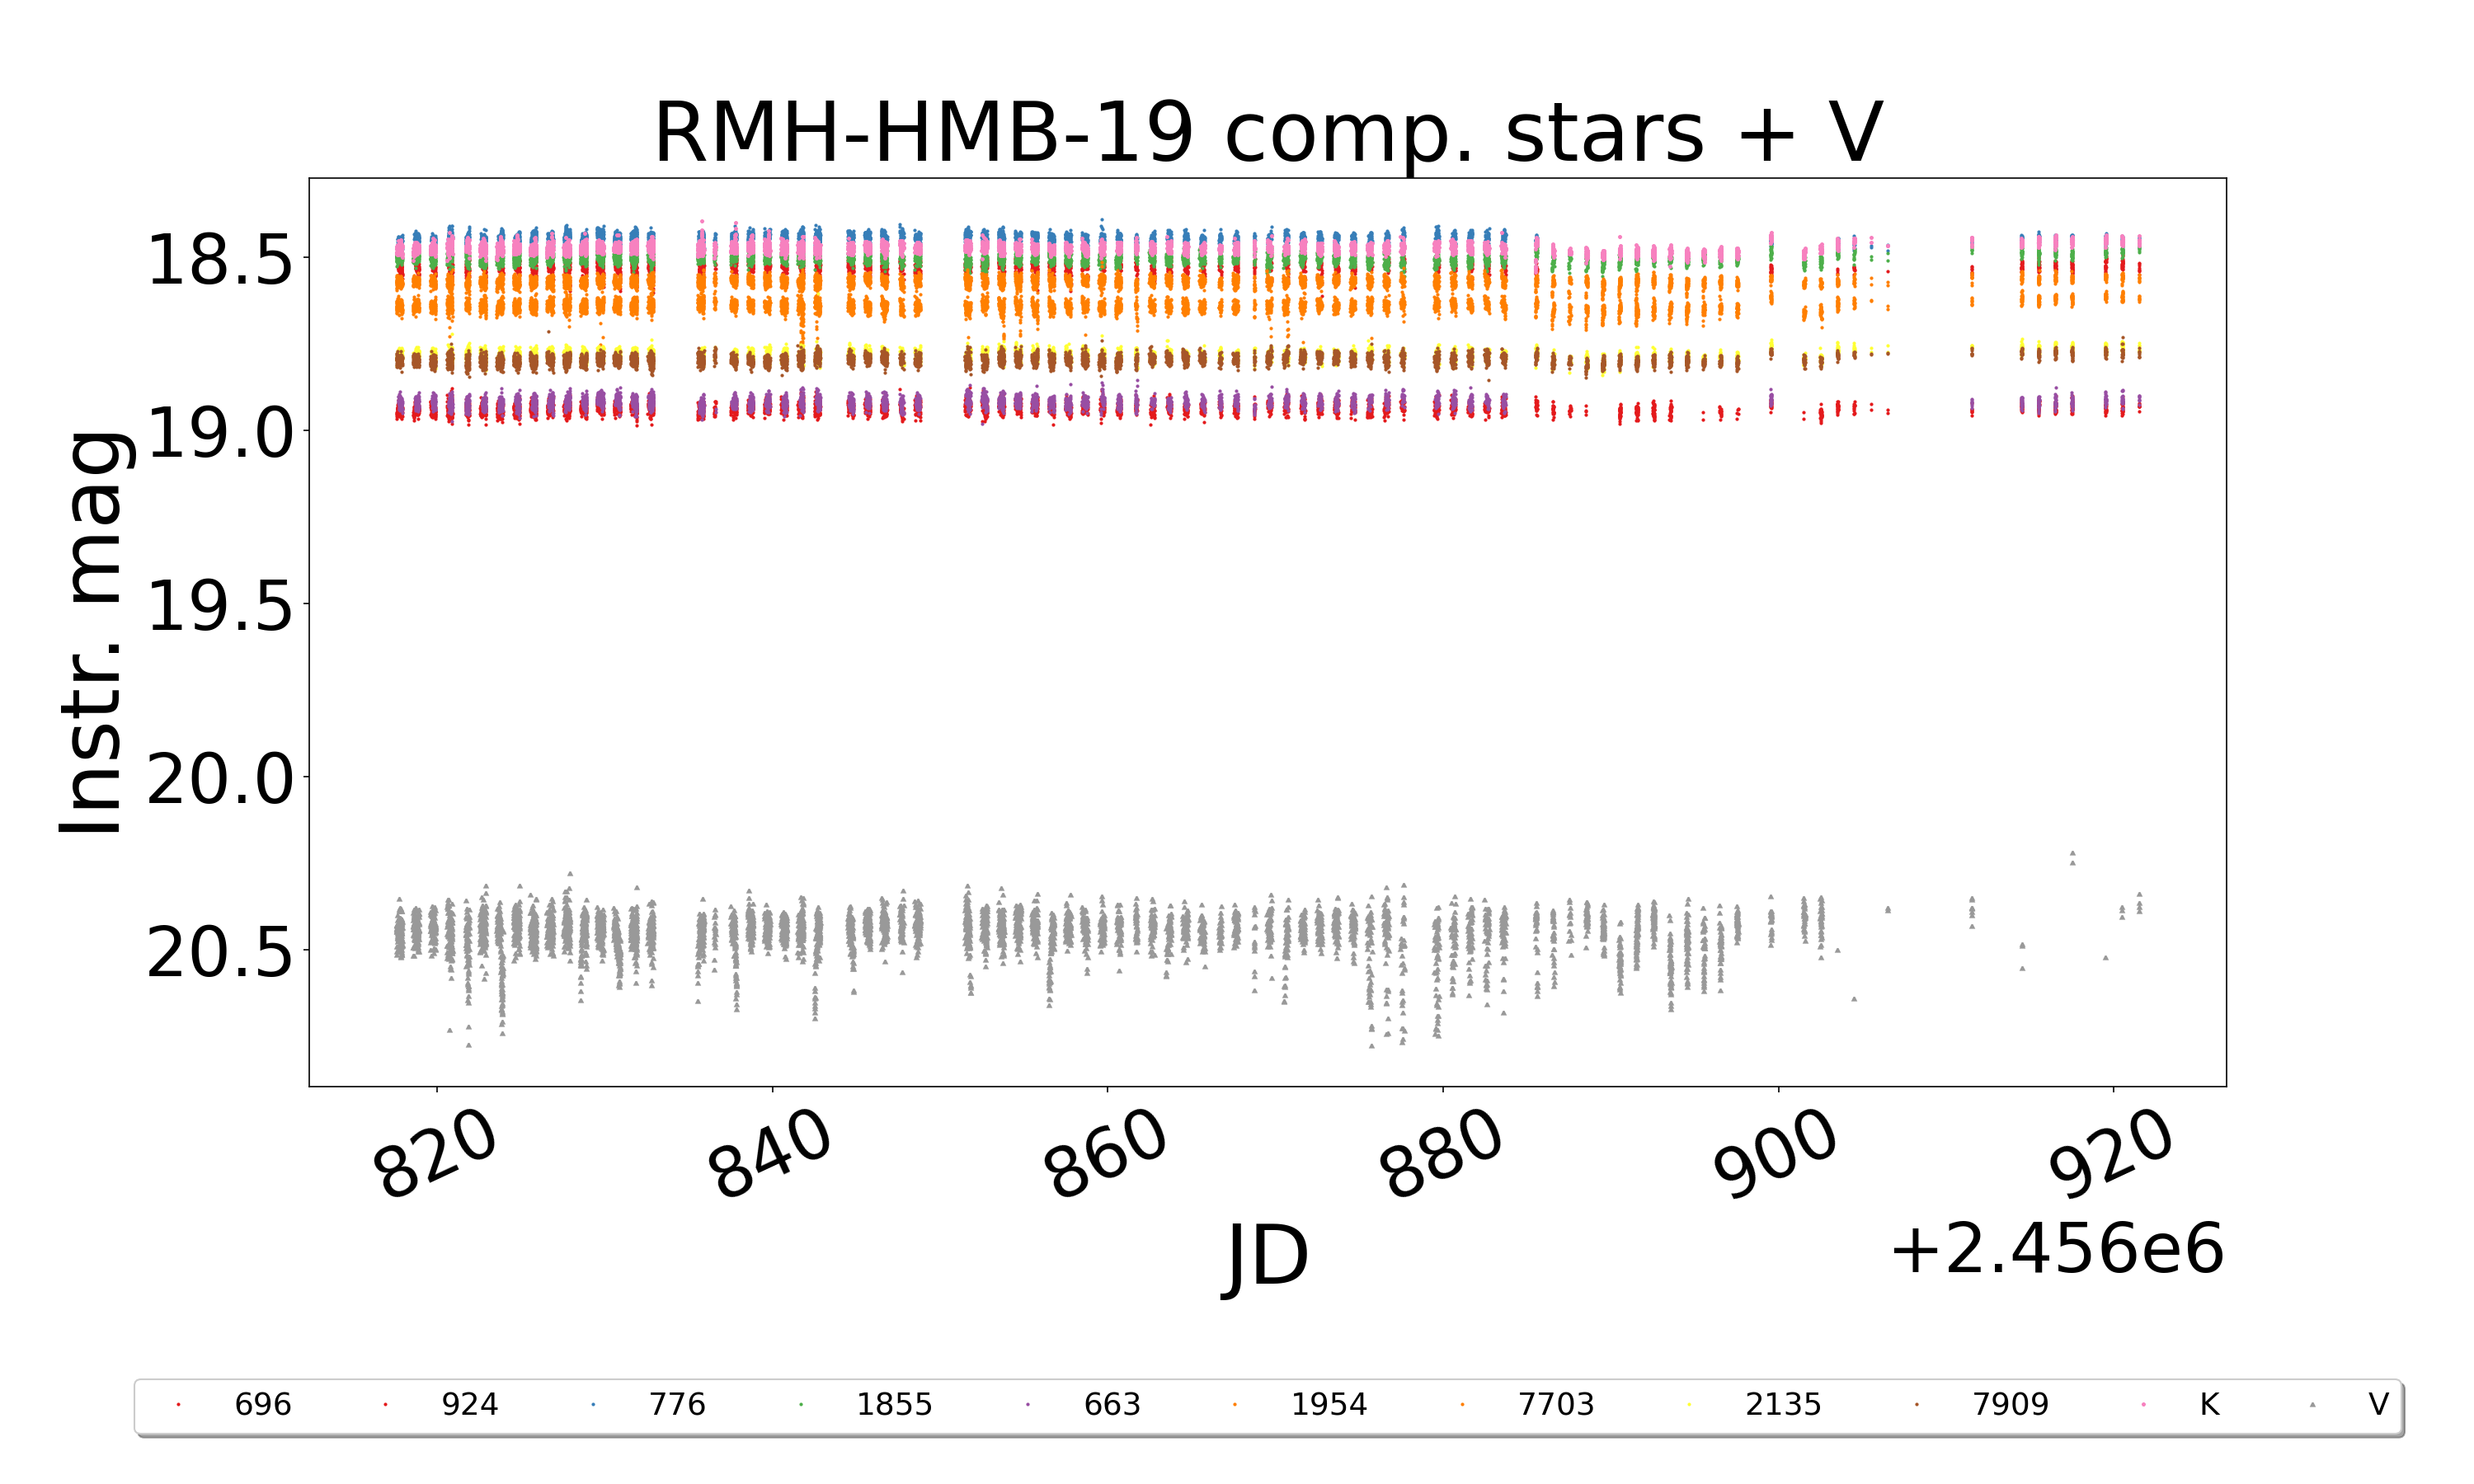 RMH-HMB-19 comp. stars + V
Instr. mag
18.5
19.0
19.5
20.0
20.5
820 840 860 880 900 920
JD
+2.456e6
696 924 776 1855 663 1954 7703 2135 7909 K V